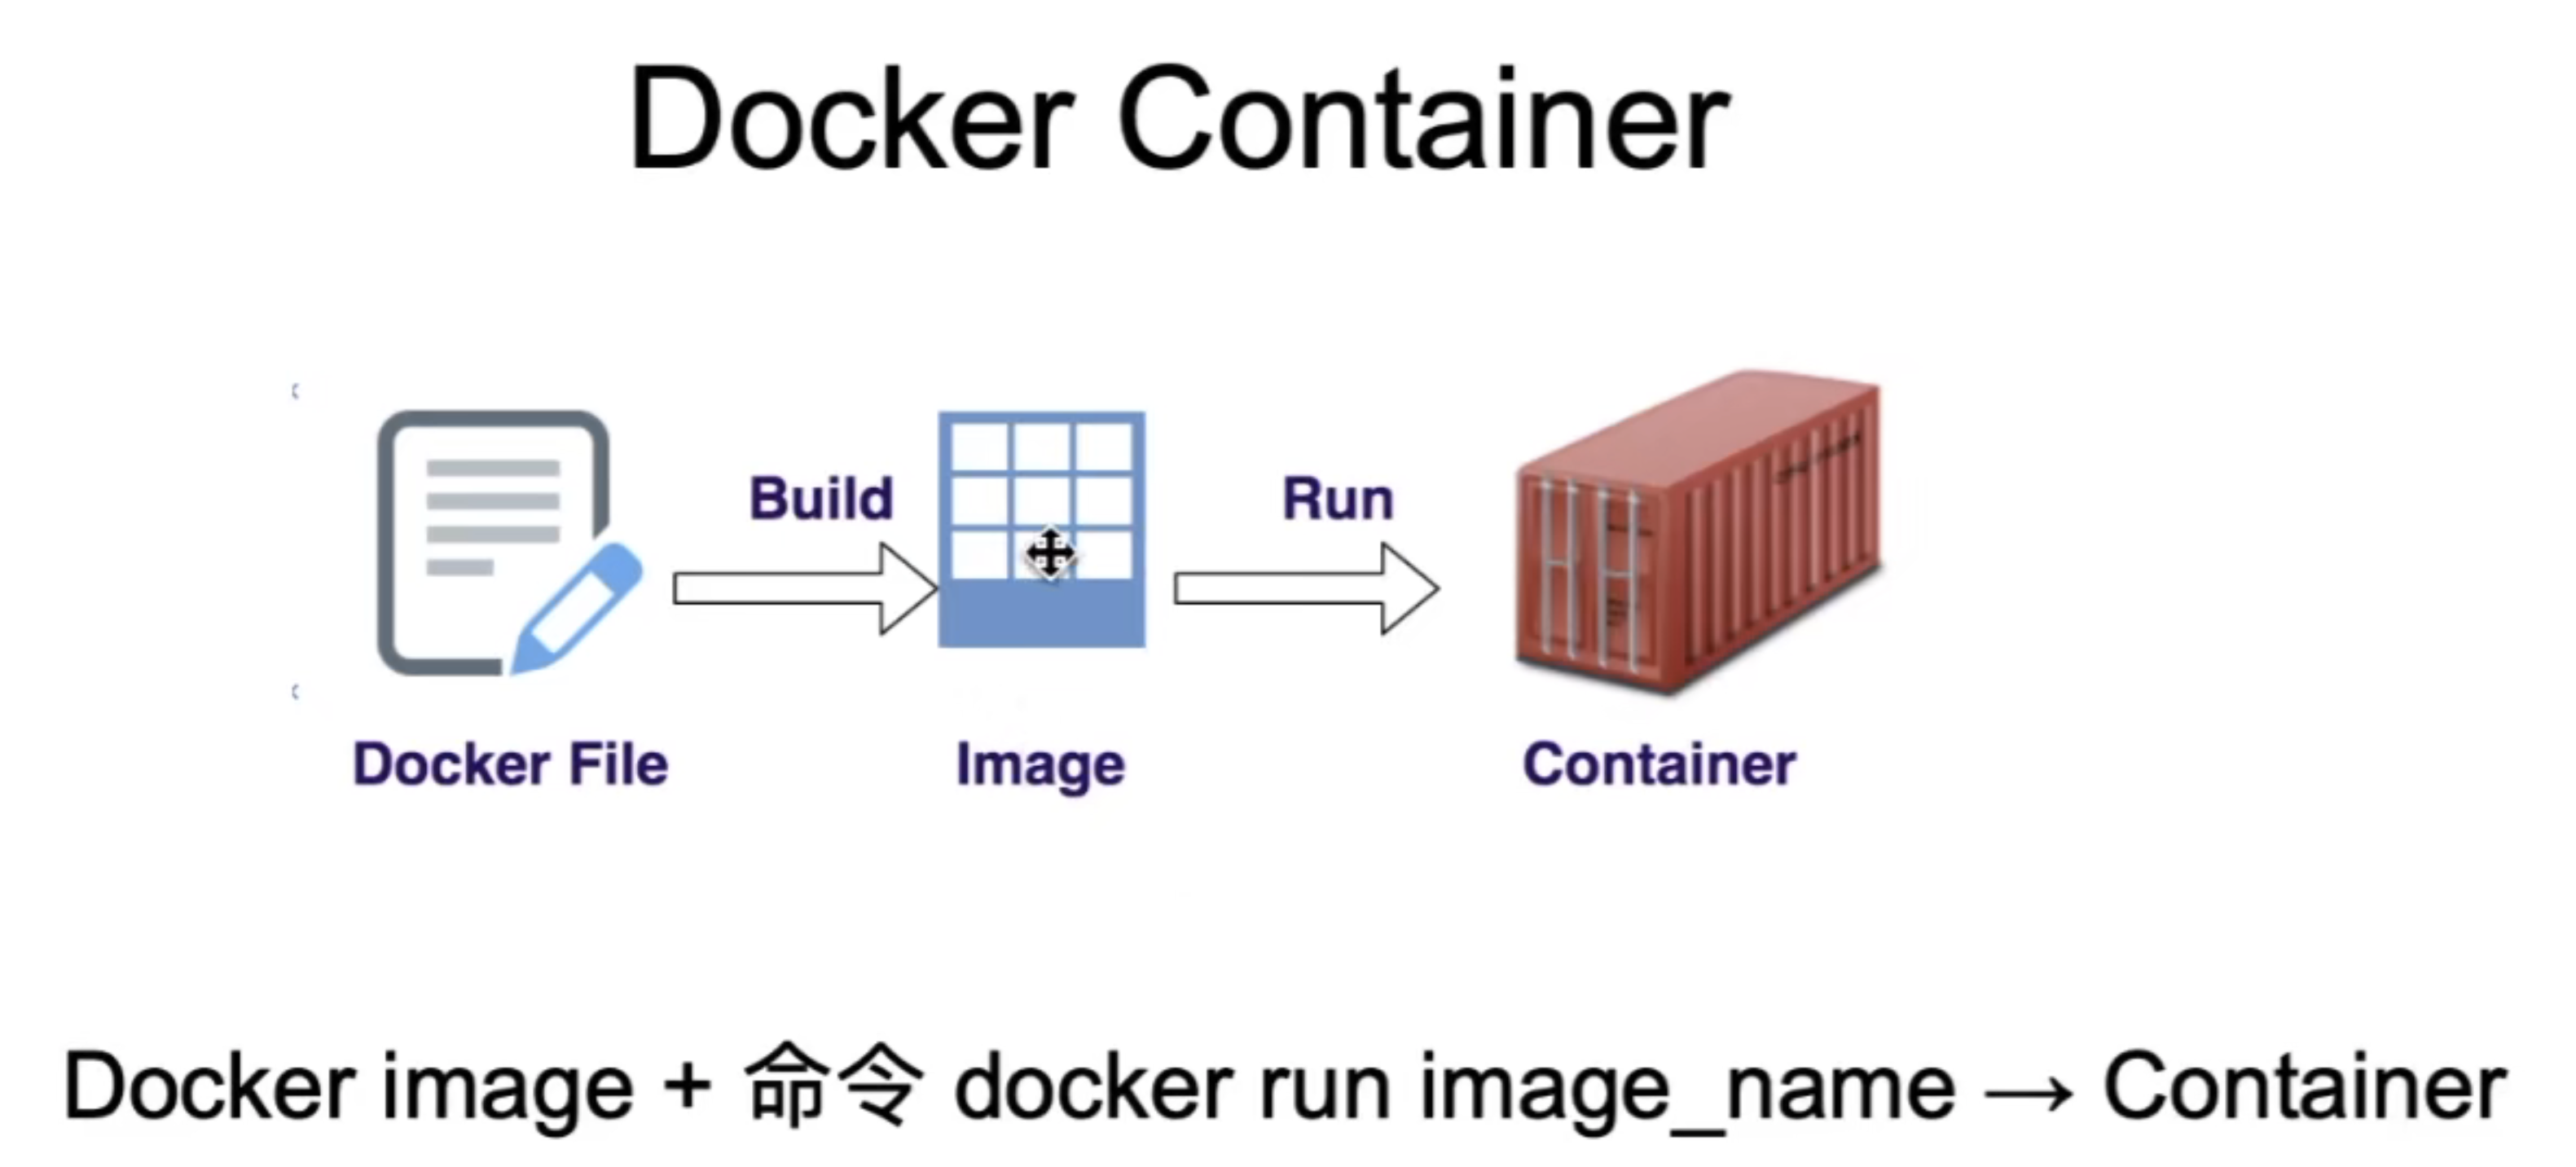 Docker Container
Build
Run
Docker File
Image
Container
Docker image + 命令 docker run image_name → Container